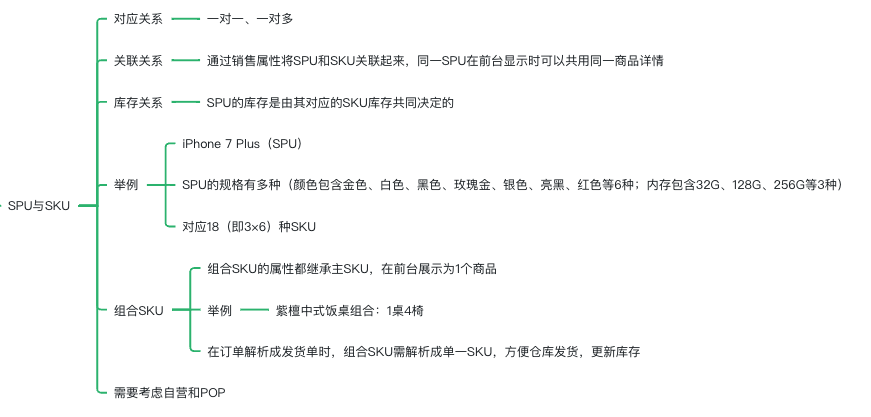 SPU与SKU
对应关系
一对一、一对多
关联关系
通过销售属性将SPU和SKU关联起来，同一SPU在前台显示时可以共用同一商品详情
库存关系
SPU的库存是由其对应的SKU库存共同决定的
举例
iPhone 7 Plus（SPU）
SPU的规格有多种（颜色包含金色、白色、黑色、玫瑰金、银色、亮黑、红色等6种；内存包含32G、128G、256G等3种）
对应18（即3×6）种SKU
组合SKU
组合SKU的属性都继承主SKU，在前台展示为1个商品
举例
紫檀中式饭桌组合：1桌4椅
在订单解析成发货单时，组合SKU需解析成单一SKU，方便仓库发货，更新库存
需要考虑自营和POP